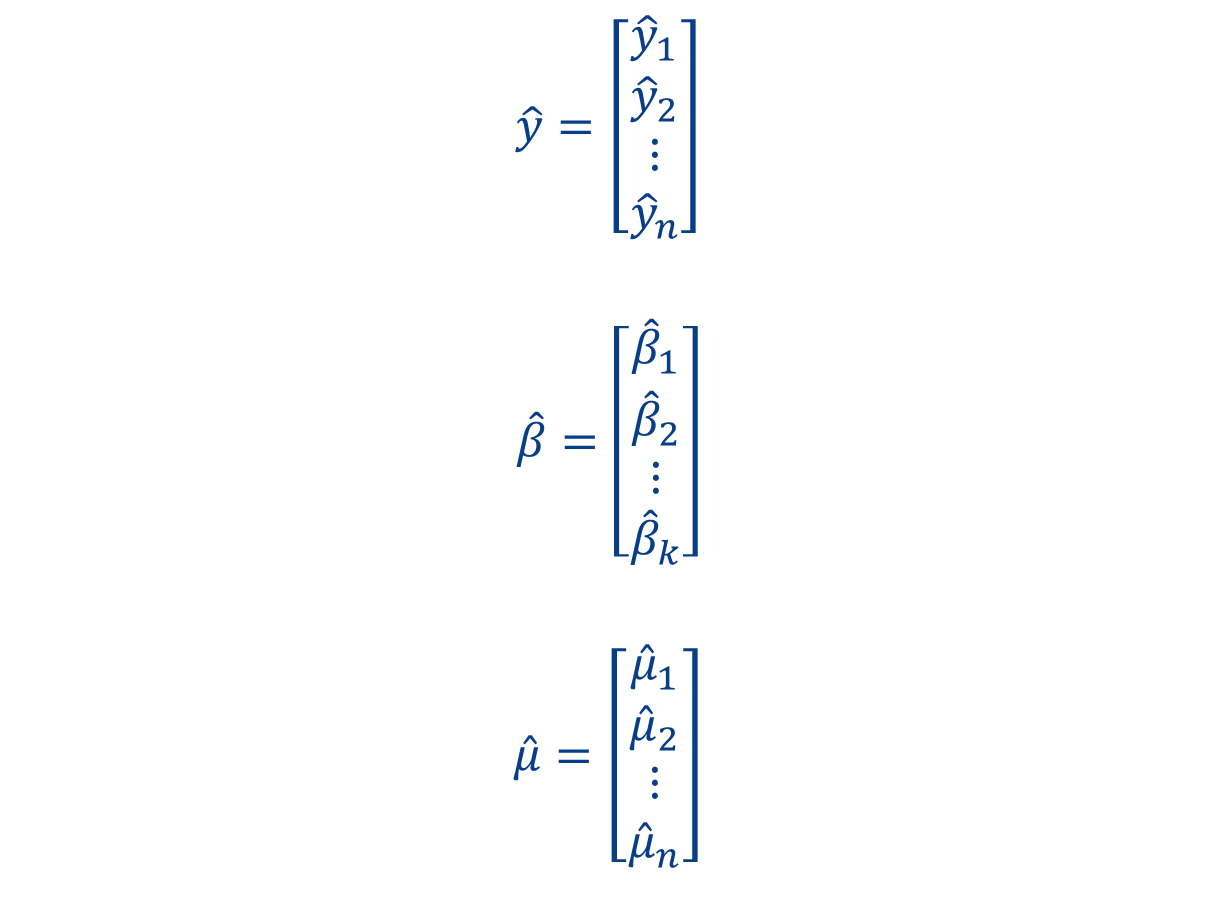 ŷ = [ŷ₁
ŷ₂
⋮
ŷₙ]
β̂ = [β̂₁
β̂₂
⋮
β̂ₖ]
μ̂ = [μ̂₁
μ̂₂
⋮
μ̂ₙ]